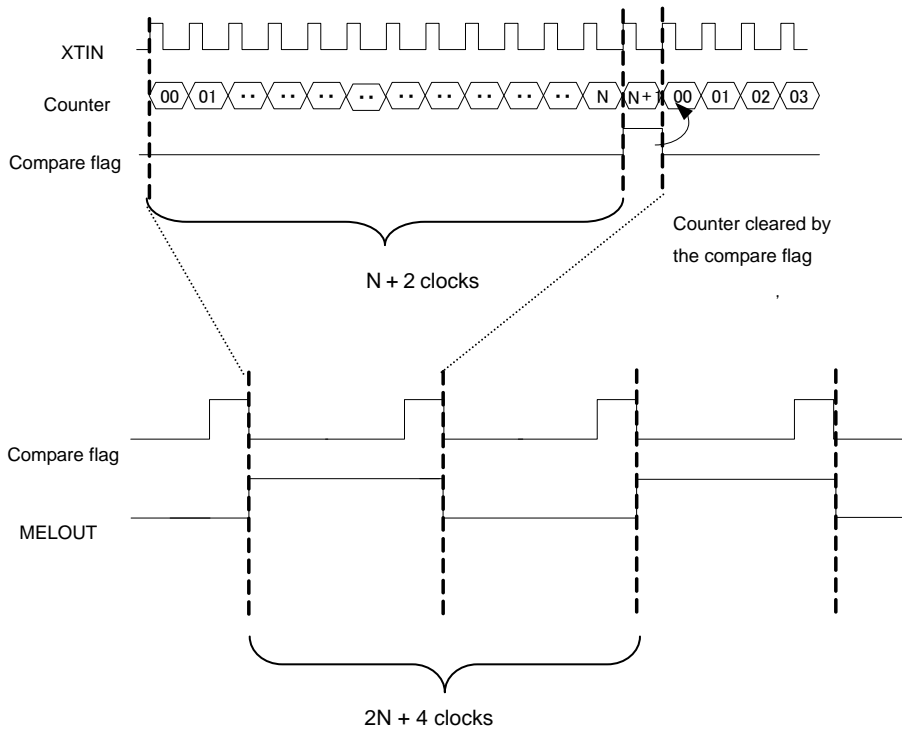 XTIN
Counter
00 01 ·· ·· ·· ·· ·· ·· ·· ·· ·· N N+1 00 01 02 03
Compare flag
Counter cleared by
the compare flag
,
N + 2 clocks
Compare flag
MELOUT
2N + 4 clocks